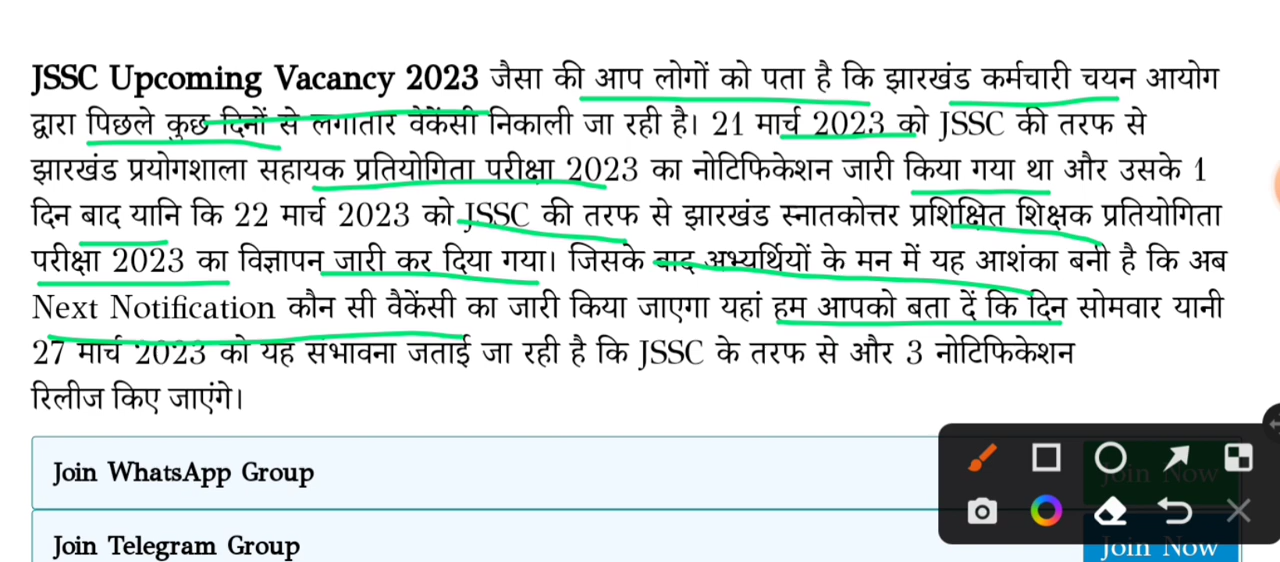 JSSC Upcoming Vacancy 2023 जैसा की आप लोगों को पता है कि झारखंड कर्मचारी चयन आयोग
द्वारा पिछले कुछ दिनों से लगातार वेकेंसी निकाली जा रही है। 21 मार्च 2023 को JSSC की तरफ से
झारखंड प्रयोगशाला सहायक प्रतियोगिता परीक्षा 2023 का नोटिफिकेशन जारी किया गया था और उसके 1
दिन बाद यानि कि 22 मार्च 2023 को JSSC की तरफ से झारखंड स्नातकोत्तर प्रशिक्षित शिक्षक प्रतियोगिता
परीक्षा 2023 का विज्ञापन जारी कर दिया गया। जिसके बाद अभ्यर्थियों के मन में यह आशंका बनी है कि अब
Next Notification कौन सी वैकेंसी का जारी किया जाएगा यहां हम आपको बता दें कि दिन सोमवार यानी
27 मार्च 2023 को यह संभावना जताई जा रही है कि JSSC के तरफ से और 3 नोटिफिकेशन
रिलीज किए जाएंगे।
Join WhatsApp Group Join Now
Join Telegram Group Join Now